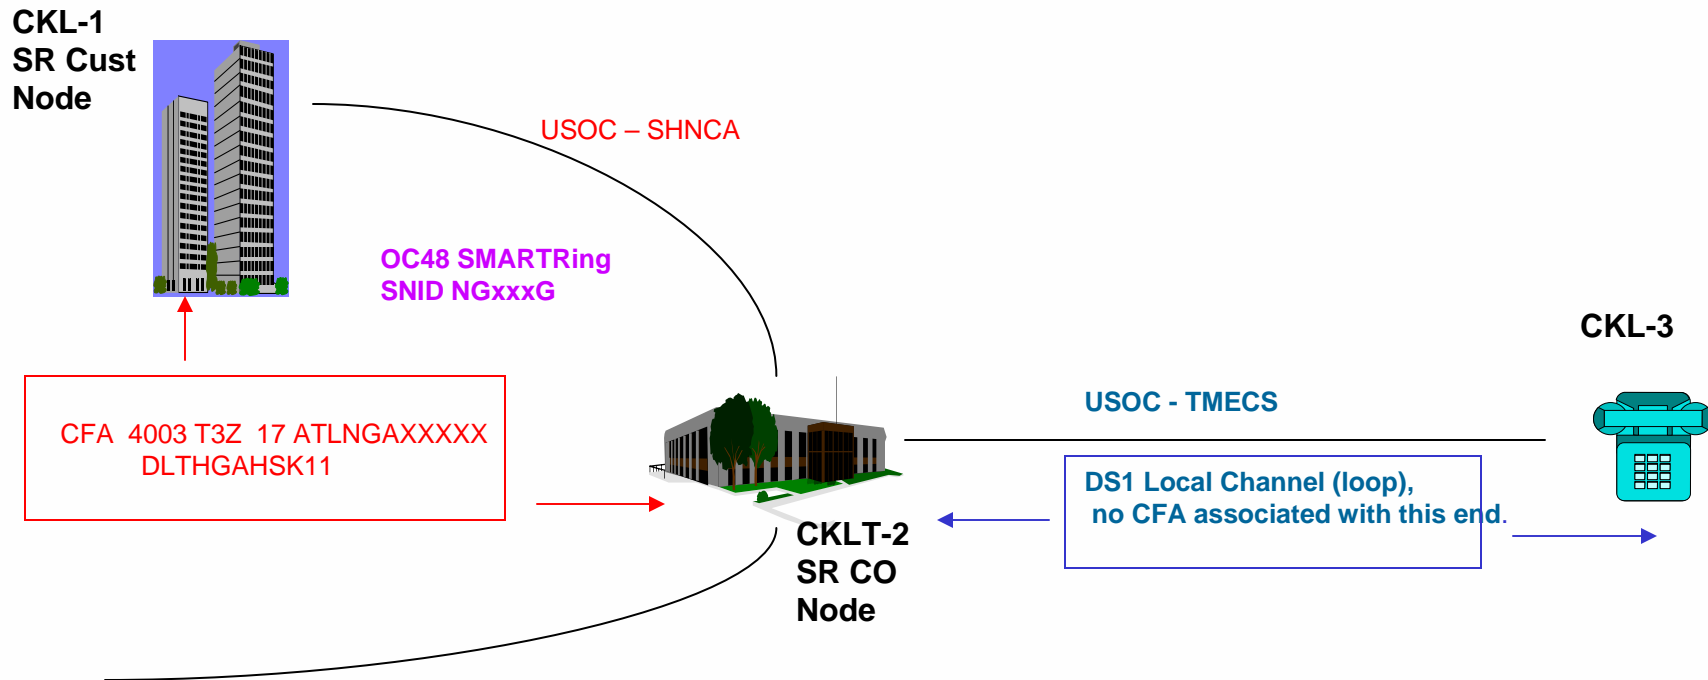 CKL-1
SR Cust
Node
USOC – SHNCA
OC48 SMARTRing
SNID NGxxxG
CKL-3
CFA  4003 T3Z  17 ATLNGAXXXXX
DLTHGAHSK11
USOC - TMECS
DS1 Local Channel (loop),
no CFA associated with this end.
CKLT-2
SR CO
Node